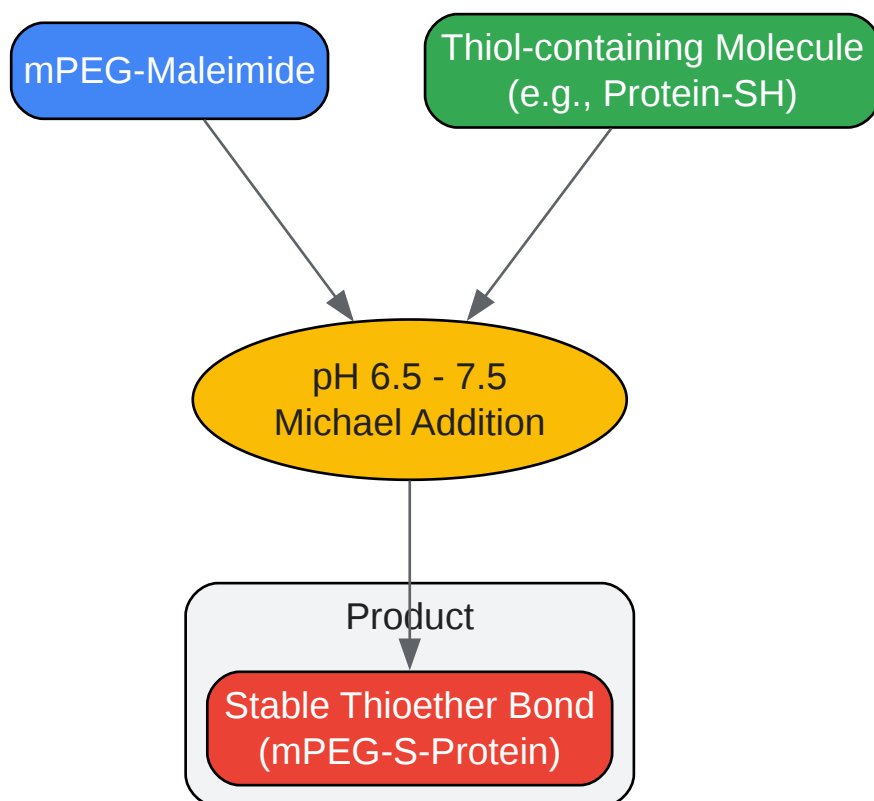 mPEG-Maleimide
Thiol-containing Molecule
(e.g., Protein-SH)
pH 6.5 - 7.5
Michael Addition
Product
Stable Thioether Bond
(mPEG-S-Protein)